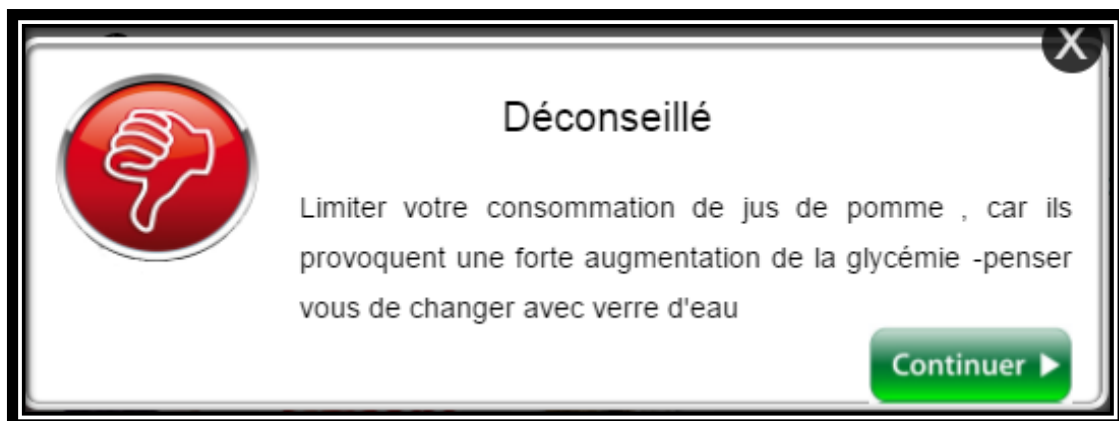 X
Déconseillé
Limiter votre consommation de jus de pomme , car ils
provoquent une forte augmentation de la glycémie -penser
vous de changer avec verre d'eau
Continuer